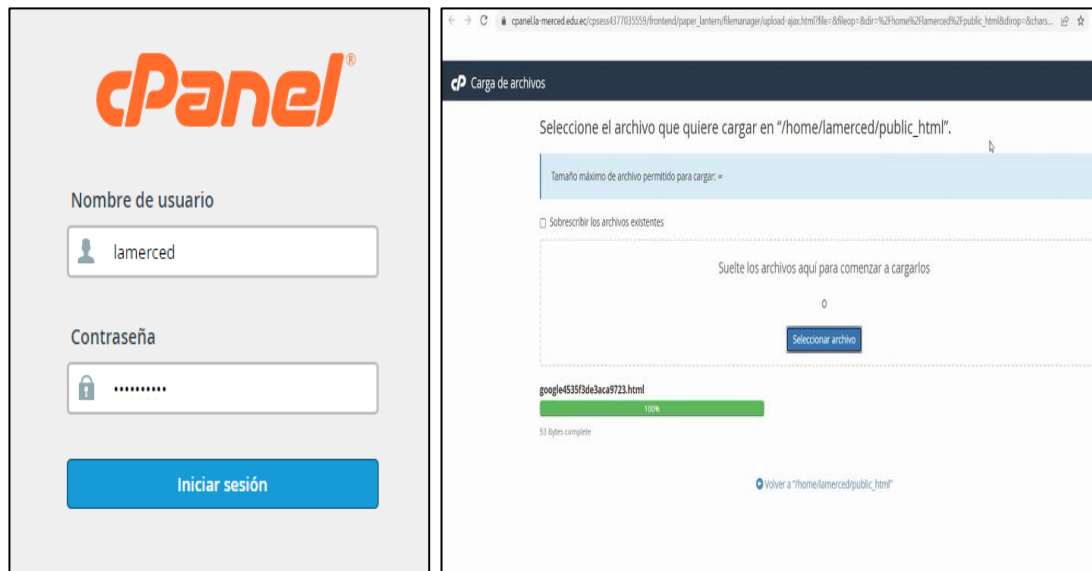 cPanel®
Nombre de usuario
lamerced
Contraseña
••••••••••
Iniciar sesión
cpanel.la-merced.edu.ec/cpsess4377035559/frontend/paper_lantern/filemanager/upload-ajax.html?file=&fileop=&dir=%2Fhome%2Flamerced%2Fpublic_html&dirop=&chars...
cP Carga de archivos
Seleccione el archivo que quiere cargar en “/home/lamerced/public_html”.
Tamaño máximo de archivo permitido para cargar: ∞
Sobrescribir los archivos existentes
Suelte los archivos aquí para comenzar a cargarlos
o
Seleccionar archivo
google4535f3de3aca9723.html
100%
53 Bytes complete
Volver a “/home/lamerced/public_html”